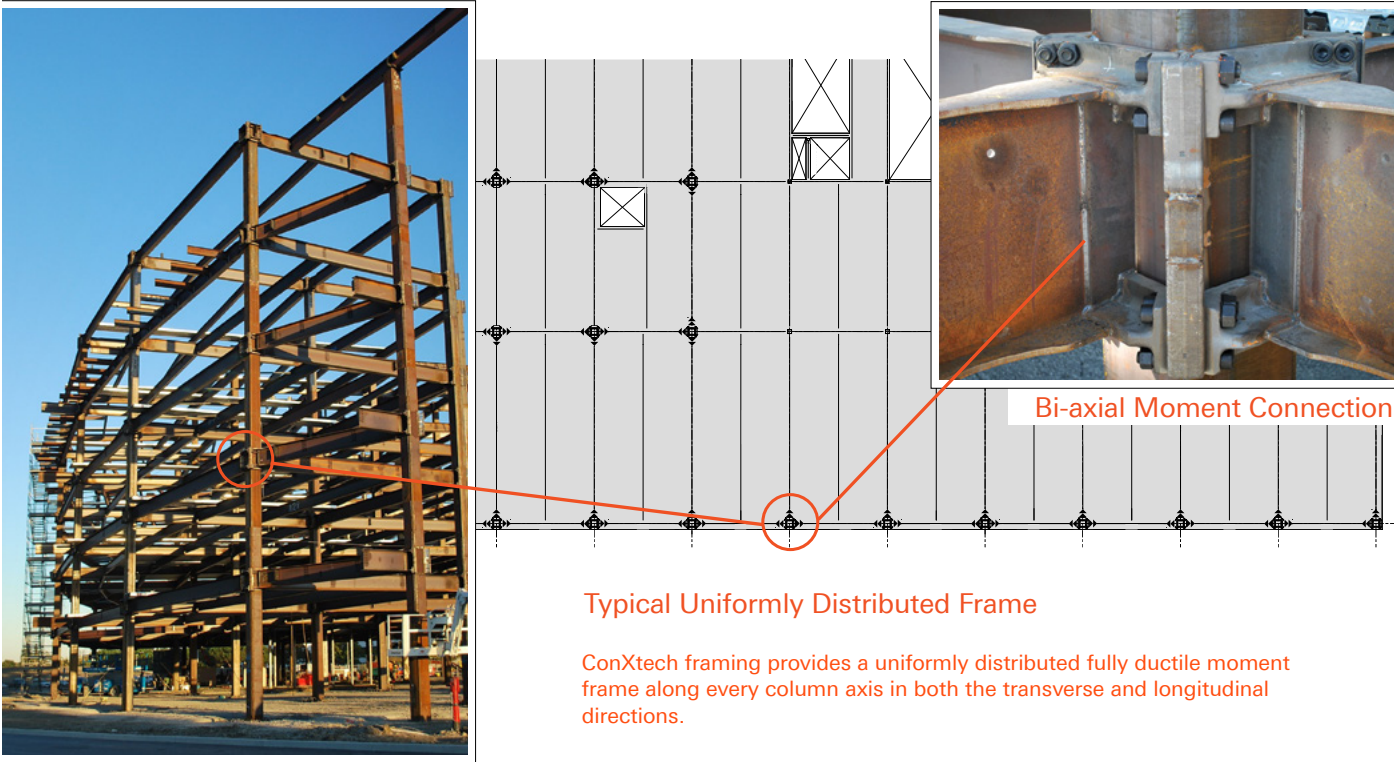 Bi-axial Moment Connection
Typical Uniformly Distributed Frame
ConXtech framing provides a uniformly distributed fully ductile moment
frame along every column axis in both the transverse and longitudinal
directions.